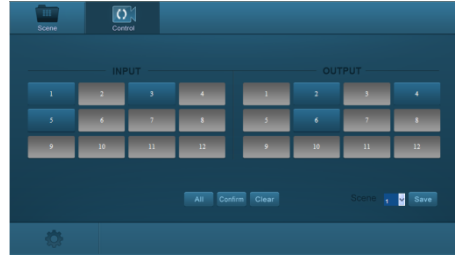 Scene Control
INPUT OUTPUT
1 2 3 4 1 2 3 4
5 6 7 8 5 6 7 8
9 10 11 12 9 10 11 12
All Confirm Clear Scene 1 Save